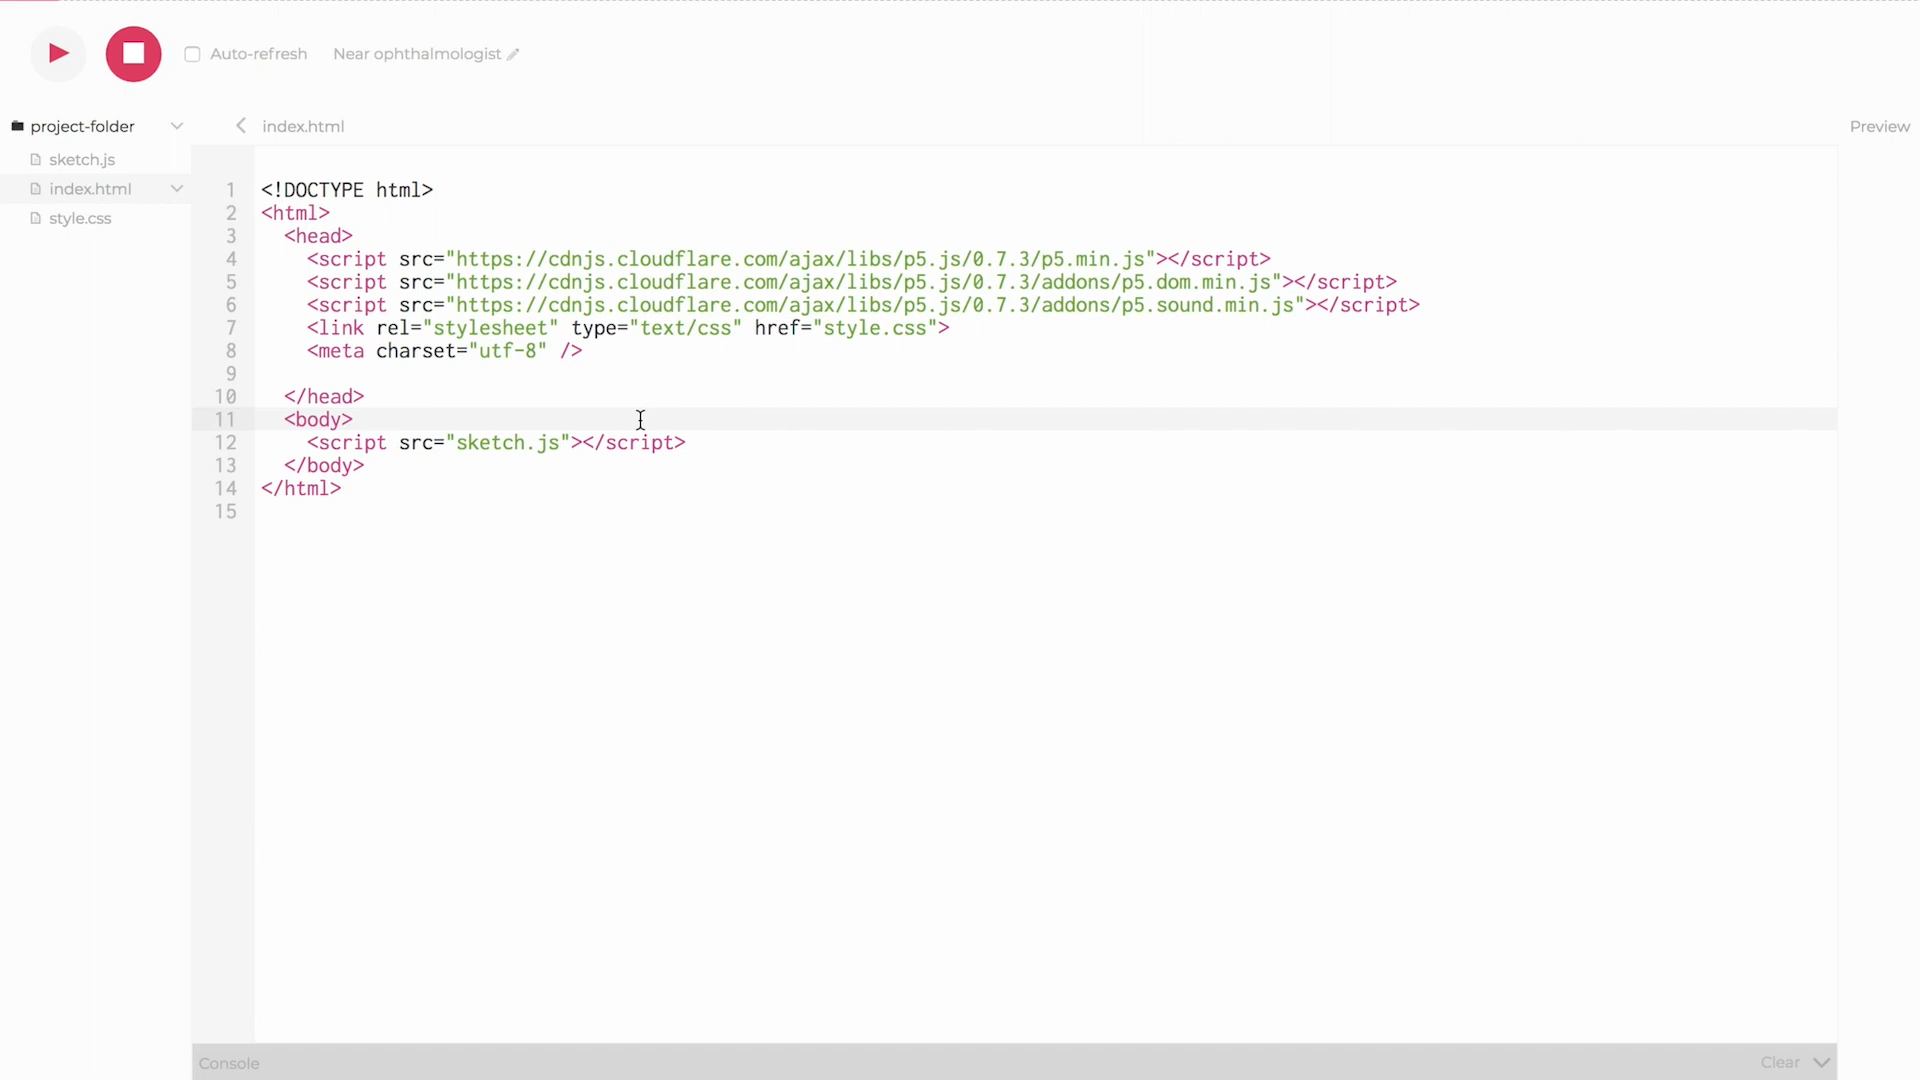 Auto-refresh Near ophthalmologist
project-folder
sketch.js
index.html
style.css
index.html
Preview
1 <!DOCTYPE html>
2 <html>
3 <head>
4 <script src="https://cdnjs.cloudflare.com/ajax/libs/p5.js/0.7.3/p5.min.js"></script>
5 <script src="https://cdnjs.cloudflare.com/ajax/libs/p5.js/0.7.3/addons/p5.dom.min.js"></script>
6 <script src="https://cdnjs.cloudflare.com/ajax/libs/p5.js/0.7.3/addons/p5.sound.min.js"></script>
7 <link rel="stylesheet" type="text/css" href="style.css">
8 <meta charset="utf-8" />
9
10 </head>
11 <body>
12 <script src="sketch.js"></script>
13 </body>
14 </html>
15
Console Clear